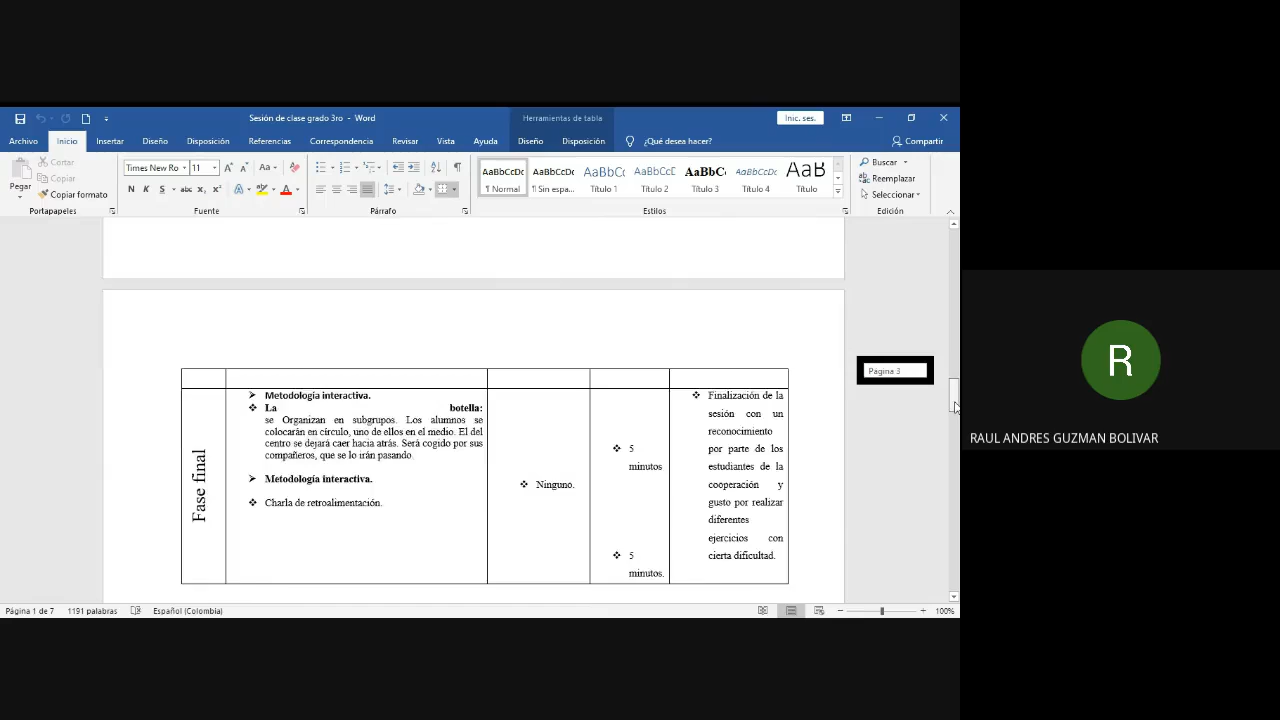 Sesión de clase grado 3ro - Word
Herramientas de tabla
Inic. ses.
Archivo Inicio Insertar Diseño Disposición Referencias Correspondencia Revisar Vista Ayuda Diseño Disposición ¿Qué desea hacer? Compartir
Pegar
Cortar
Copiar
Copiar formato
Portapapeles
Times New Ro 11
N K S abc x₂ x²
Fuente
Párrafo
AaBbCcDc AaBbCcDc AaBbCc AaBbCcD AaBbC AaBbCcDc AaB
¶ Normal ¶ Sin espa... Título 1 Título 2 Título 3 Título 4 Título
Estilos
Buscar
Reemplazar
Seleccionar
Edición
Página 3
Fase final
Metodología interactiva.
La botella:
se Organizan en subgrupos. Los alumnos se
colocarán en círculo, uno de ellos en el medio. El del
centro se dejará caer hacia atrás. Será cogido por sus
compañeros, que se lo irán pasando.
Metodología interactiva.
Charla de retroalimentación.
Ninguno.
5
minutos
5
minutos.
Finalización de la
sesión con un
reconocimiento
por parte de los
estudiantes de la
cooperación y
gusto por realizar
diferentes
ejercicios con
cierta dificultad.
Página 1 de 7 1191 palabras Español (Colombia) 100%
R
RAUL ANDRES GUZMAN BOLIVAR